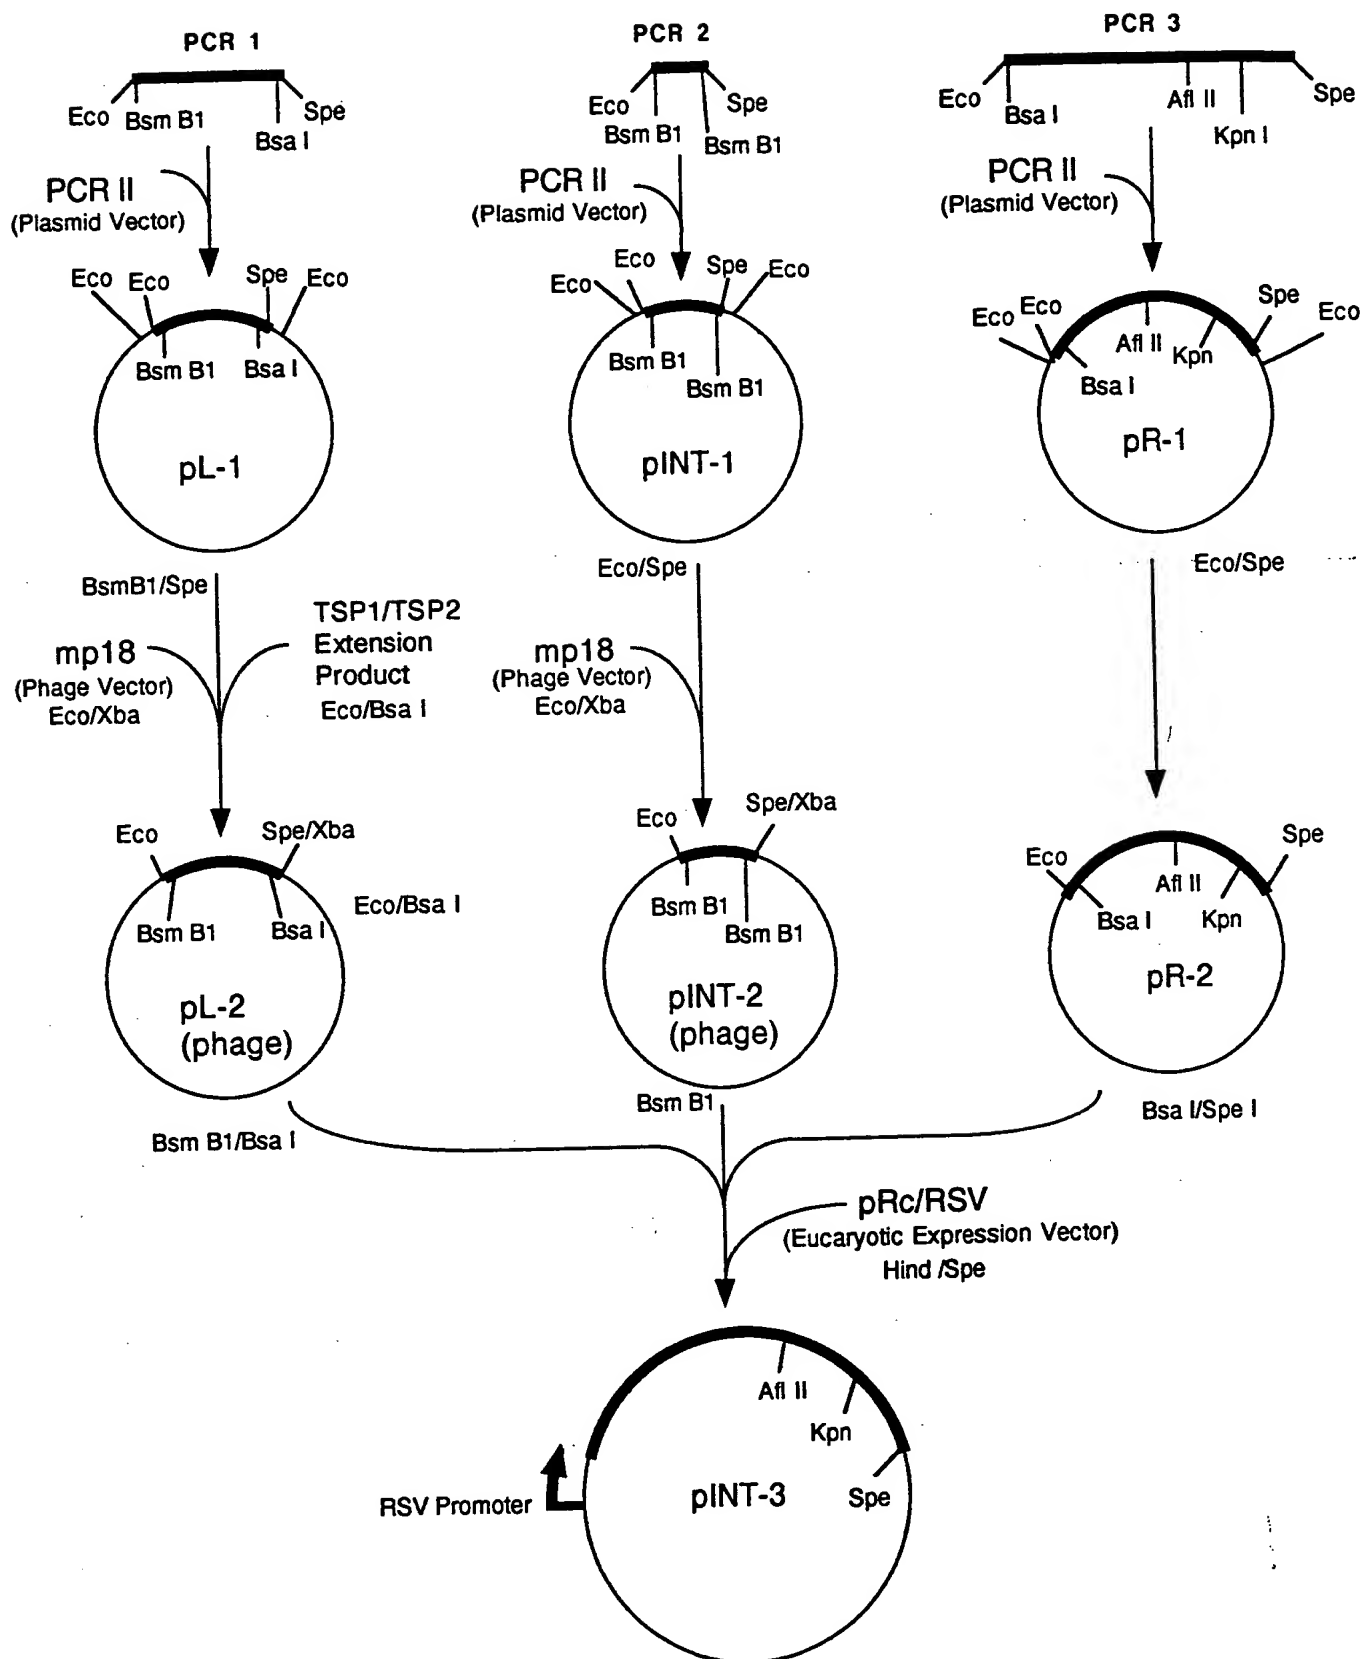 PCR 1
Eco
Bsm B1
Bsa I
Spe
PCR II
(Plasmid Vector)
Eco
Eco
Spe
Eco
Bsm B1
Bsa I
pL-1
BsmB1/Spe
mp18
(Phage Vector)
Eco/Xba
TSP1/TSP2
Extension
Product
Eco/Bsa I
Eco
Spe/Xba
Bsm B1
Bsa I
Eco/Bsa I
pL-2
(phage)
Bsm B1/Bsa I
PCR 2
Eco
Bsm B1
Spe
Bsm B1
PCR II
(Plasmid Vector)
Eco
Eco
Spe
Eco
Bsm B1
Bsm B1
pINT-1
Eco/Spe
mp18
(Phage Vector)
Eco/Xba
Eco
Spe/Xba
Bsm B1
Bsm B1
pINT-2
(phage)
Bsm B1
PCR 3
Eco
Bsa I
Afl II
Kpn I
Spe
PCR II
(Plasmid Vector)
Eco
Eco
Spe
Eco
Afl II
Kpn
Bsa I
pR-1
Eco/Spe
Eco
Spe
Afl II
Bsa I
Kpn
pR-2
Bsa I/Spe I
pRc/RSV
(Eucaryotic Expression Vector)
Hind /Spe
Afl II
Kpn
Spe
RSV Promoter
pINT-3